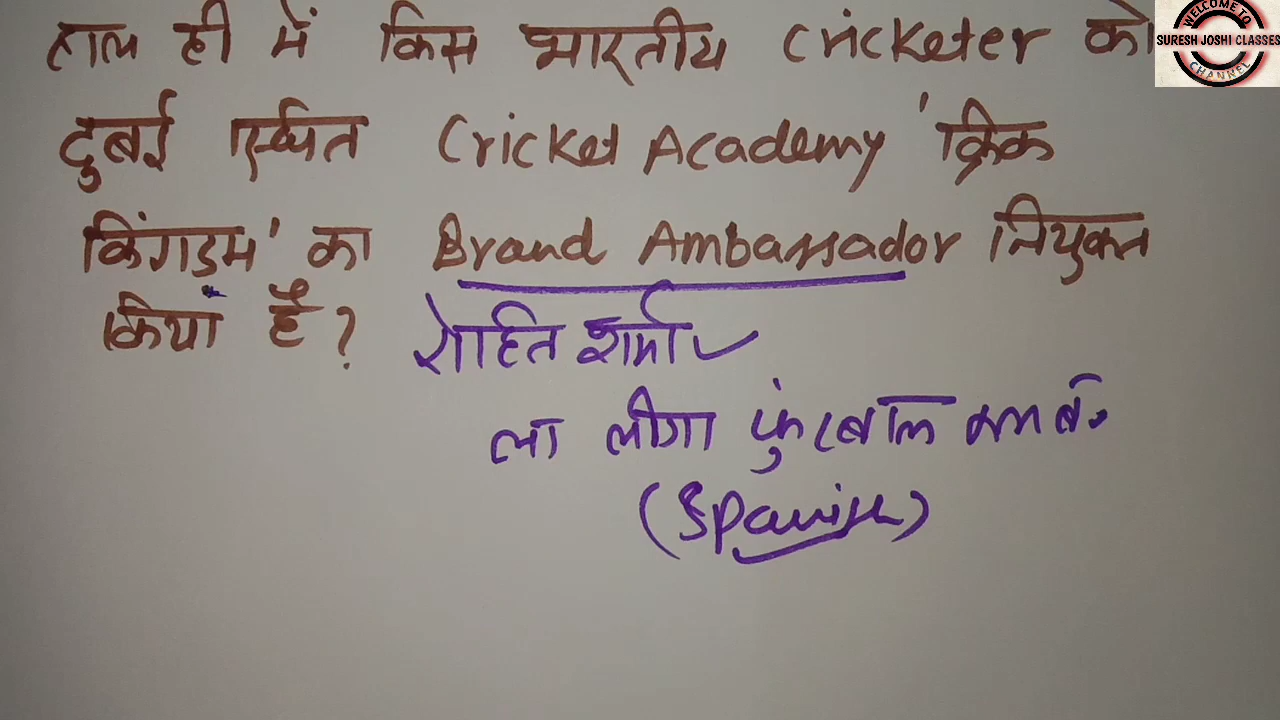 हाल ही में किस भारतीय Cricketer को
दुबई स्थित Cricket Academy 'क्रिक
किंगडम' का Brand Ambassador नियुक्त
किया है? रोहित शर्मा
ला लीगा फुटबॉल क्लब
(Spanish)
WELCOME TO
SURESH JOSHI CLASSES
CHANNEL